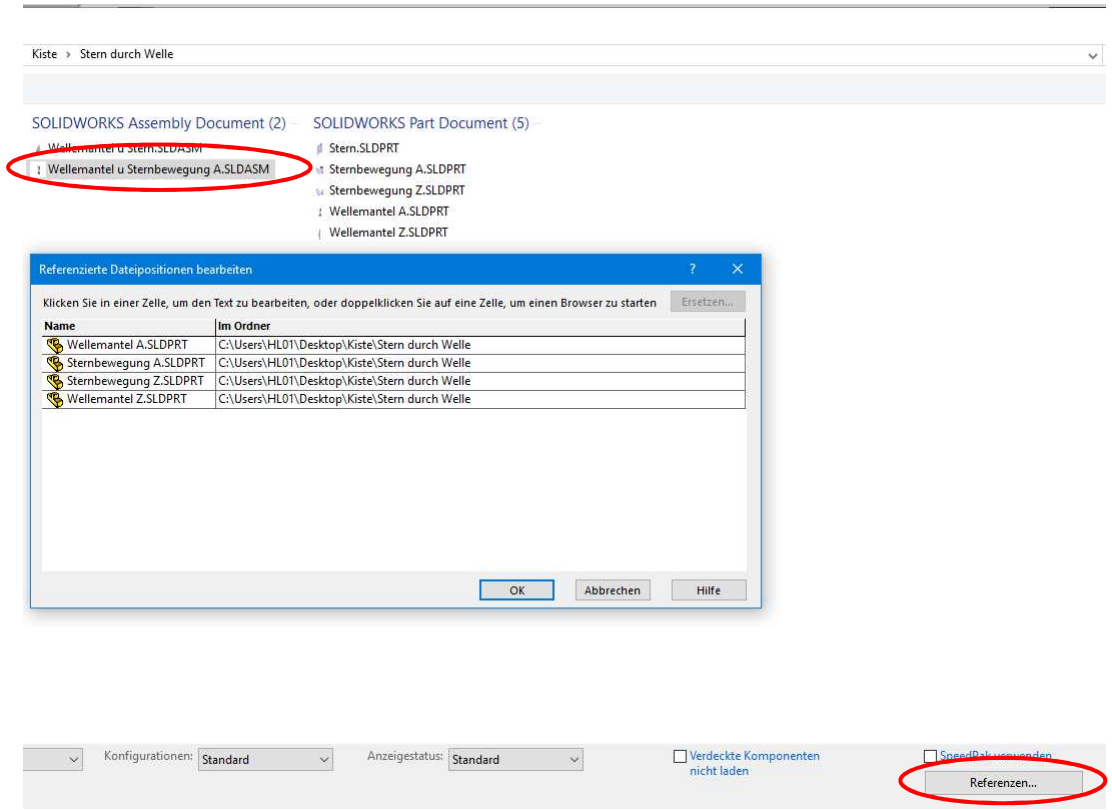 Kiste > Stern durch Welle
SOLIDWORKS Assembly Document (2)
SOLIDWORKS Part Document (5)
Wellemantel u Stern.SLDASM
Stern.SLDPRT
Wellemantel u Sternbewegung A.SLDASM
Sternbewegung A.SLDPRT
Sternbewegung Z.SLDPRT
Wellemantel A.SLDPRT
Wellemantel Z.SLDPRT
Referenzierte Dateipositionen bearbeiten
Klicken Sie in einer Zelle, um den Text zu bearbeiten, oder doppelklicken Sie auf eine Zelle, um einen Browser zu starten
Ersetzen...
Name Im Ordner
Wellemantel A.SLDPRT C:\Users\HL01\Desktop\Kiste\Stern durch Welle
Sternbewegung A.SLDPRT C:\Users\HL01\Desktop\Kiste\Stern durch Welle
Sternbewegung Z.SLDPRT C:\Users\HL01\Desktop\Kiste\Stern durch Welle
Wellemantel Z.SLDPRT C:\Users\HL01\Desktop\Kiste\Stern durch Welle
OK Abbrechen Hilfe
Konfigurationen: Standard
Anzeigestatus: Standard
Verdeckte Komponenten
nicht laden
SpeedPak verwenden
Referenzen...